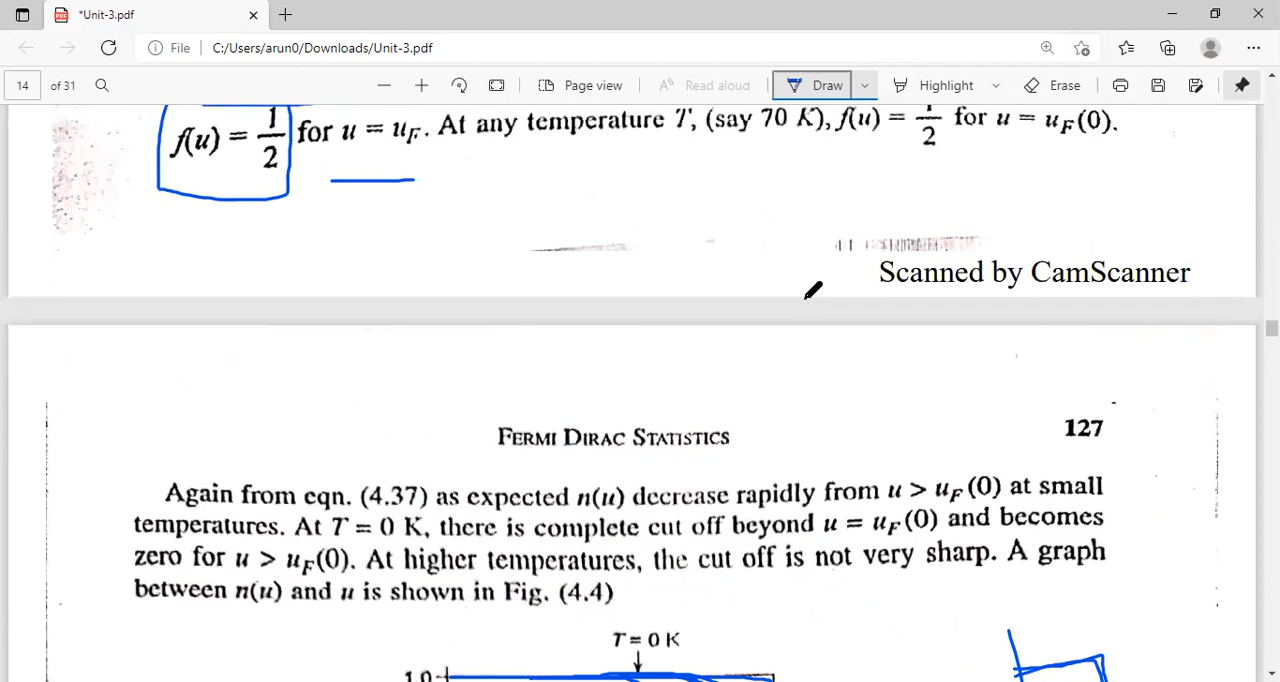 *Unit-3.pdf
File C:/Users/arun0/Downloads/Unit-3.pdf
14 of 31 Page view Read aloud Draw Highlight Erase
f(u) = 1/2 for u = u_F. At any temperature T, (say 70 K), f(u) = 1/2 for u = u_F(0).
Scanned by CamScanner
FERMI DIRAC STATISTICS 127
Again from eqn. (4.37) as expected n(u) decrease rapidly from u > u_F(0) at small
temperatures. At T = 0 K, there is complete cut off beyond u = u_F(0) and becomes
zero for u > u_F(0). At higher temperatures, the cut off is not very sharp. A graph
between n(u) and u is shown in Fig. (4.4)
T = 0 K
1.0